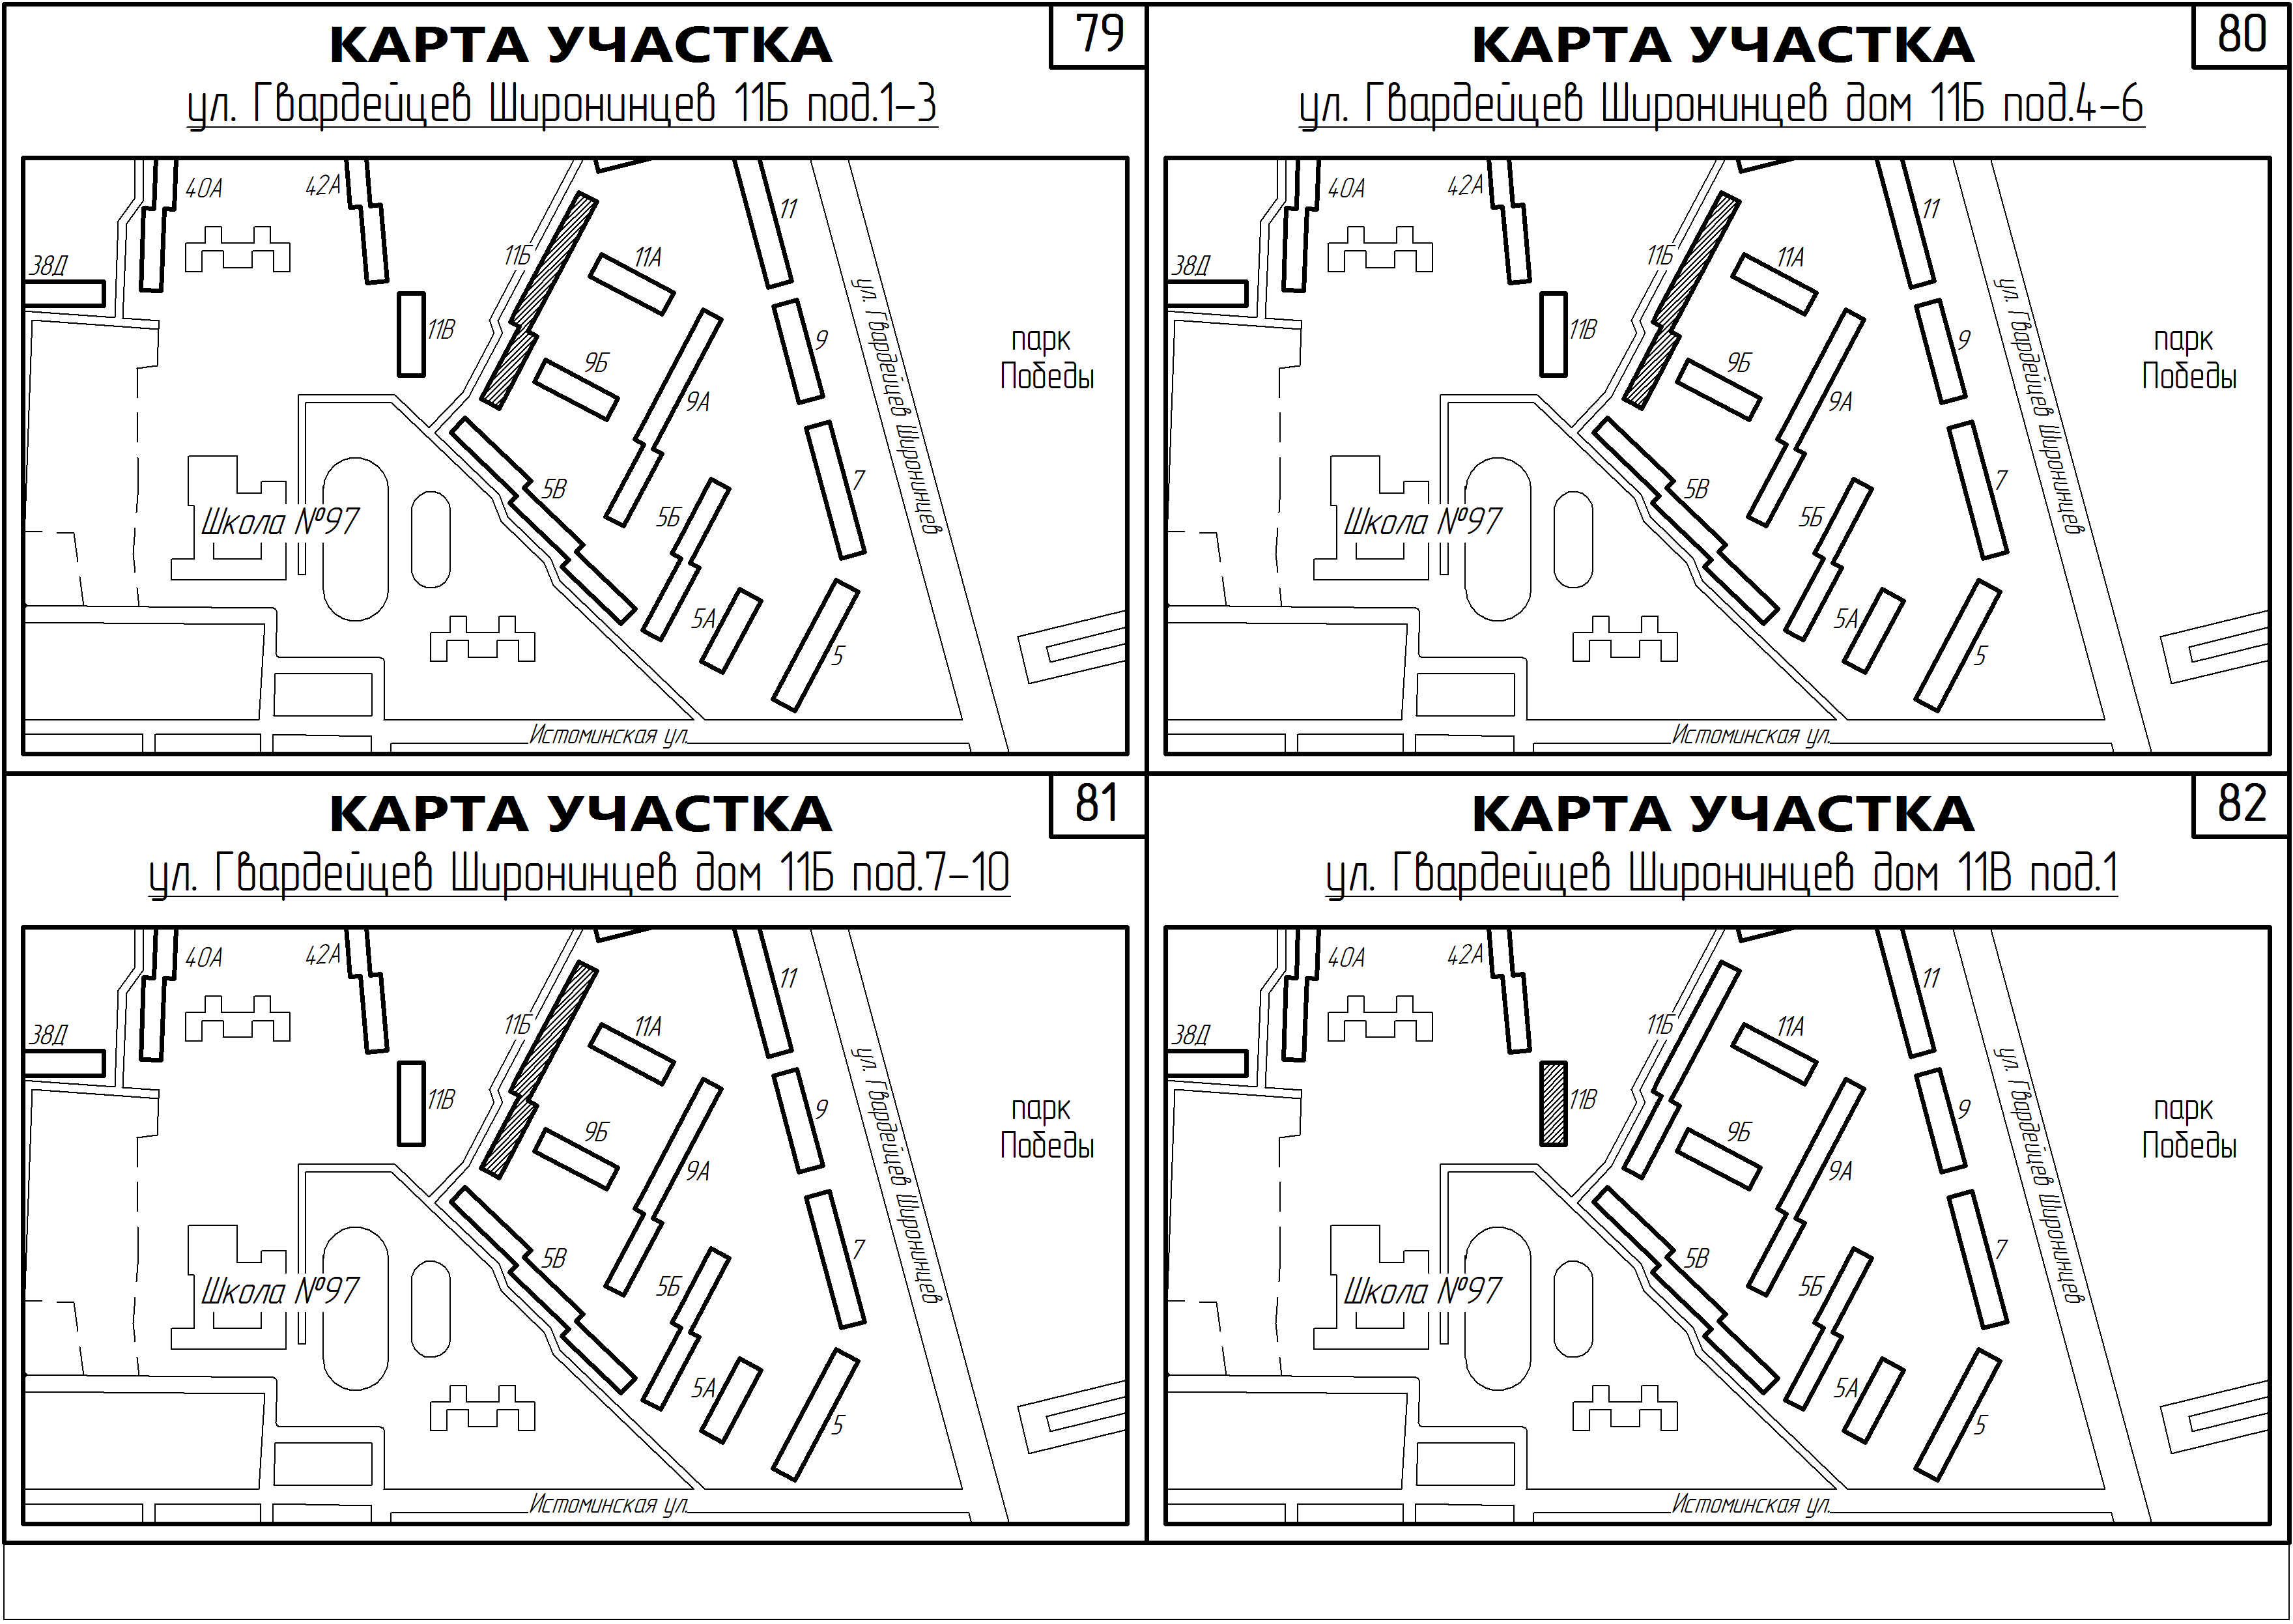 КАРТА УЧАСТКА
79
ул. Гвардейцев Широнинцев 11Б под.1-3
40А
42А
11
11Б
11А
38Д
11В
9
9Б
9А
ул. Гвардейцев Широнинцев
парк
Победы
7
5В
5Б
Школа №97
5А
5
Истоминская ул.
КАРТА УЧАСТКА
80
ул. Гвардейцев Широнинцев дом 11Б под.4-6
40А
42А
11
11Б
11А
38Д
11В
9
9Б
9А
ул. Гвардейцев Широнинцев
парк
Победы
7
5В
5Б
Школа №97
5А
5
Истоминская ул.
КАРТА УЧАСТКА
81
ул. Гвардейцев Широнинцев дом 11Б под.7-10
40А
42А
11
11Б
11А
38Д
11В
9
9Б
9А
ул. Гвардейцев Широнинцев
парк
Победы
7
5В
5Б
Школа №97
5А
5
Истоминская ул.
КАРТА УЧАСТКА
82
ул. Гвардейцев Широнинцев дом 11В под.1
40А
42А
11
11Б
11А
38Д
11В
9
9Б
9А
ул. Гвардейцев Широнинцев
парк
Победы
7
5В
5Б
Школа №97
5А
5
Истоминская ул.